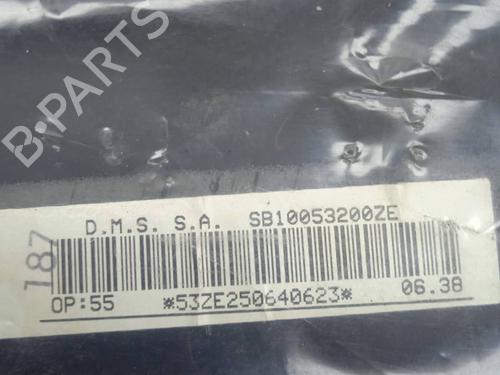 B-PARTS
D.M.S. S.A. SB10053200ZE
187
OP:55 *53ZE250640623* 06.38